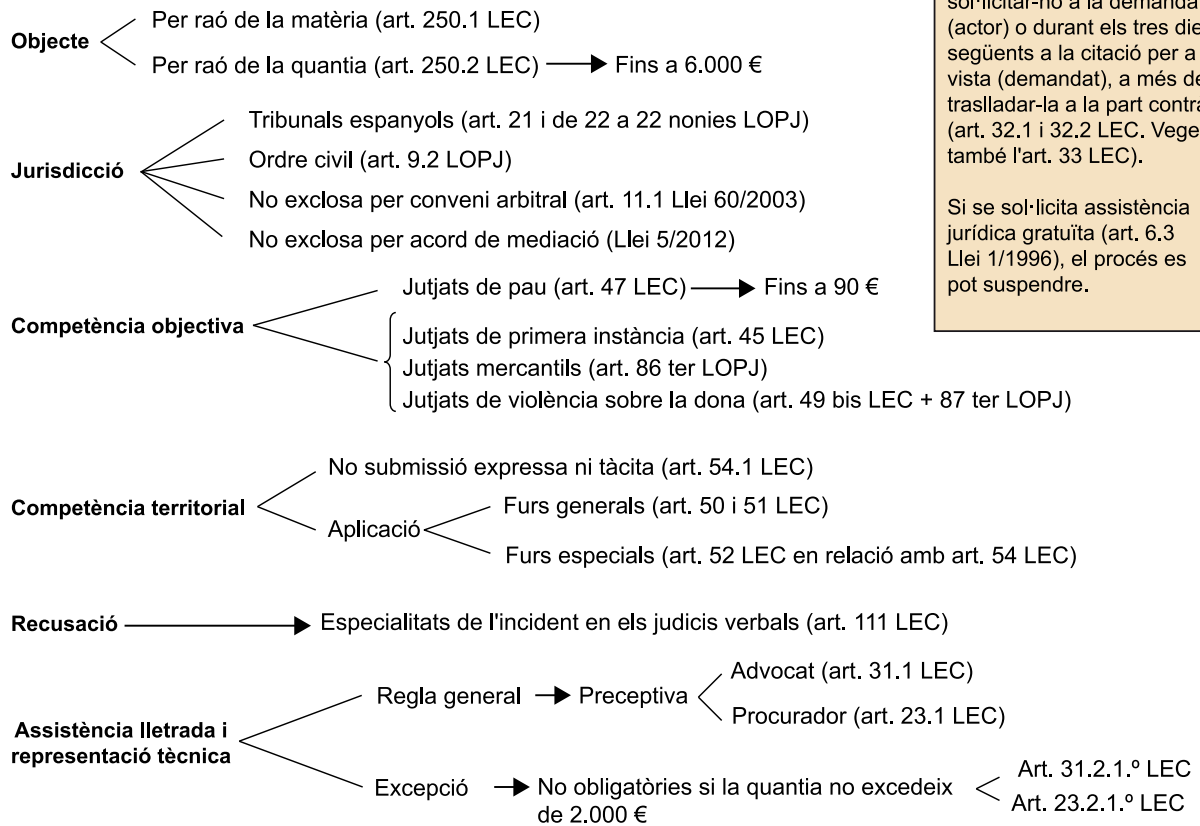 Objecte
Per raó de la matèria (art. 250.1 LEC)
Per raó de la quantia (art. 250.2 LEC)
Fins a 6.000 €
Jurisdicció
Tribunals espanyols (art. 21 i de 22 a 22 nonies LOPJ)
Ordre civil (art. 9.2 LOPJ)
No exclosa per conveni arbitral (art. 11.1 Llei 60/2003)
No exclosa per acord de mediació (Llei 5/2012)
Competència objectiva
Jutjats de pau (art. 47 LEC)
Fins a 90 €
Jutjats de primera instància (art. 45 LEC)
Jutjats mercantils (art. 86 ter LOPJ)
Jutjats de violència sobre la dona (art. 49 bis LEC + 87 ter LOPJ)
Competència territorial
No submissió expressa ni tàcita (art. 54.1 LEC)
Aplicació
Furs generals (art. 50 i 51 LEC)
Furs especials (art. 52 LEC en relació amb art. 54 LEC)
Recusació
Especialitats de l'incident en els judicis verbals (art. 111 LEC)
Assistència lletrada i
representació tècnica
Regla general
Preceptiva
Advocat (art. 31.1 LEC)
Procurador (art. 23.1 LEC)
Excepció
No obligatòries si la quantia no excedeix
de 2.000 €
Art. 31.2.1.º LEC
Art. 23.2.1.º LEC
sol·licitar-ho a la demanda
(actor) o durant els tres
següents a la citació per a
vista (demandat), a més
traslladar-la a la part
(art. 32.1 i 32.2 LEC.
també l'art. 33 LEC).
Si se sol·licita assistència
jurídica gratuïta (art. 6.3
Llei 1/1996), el procés es
pot suspendre.